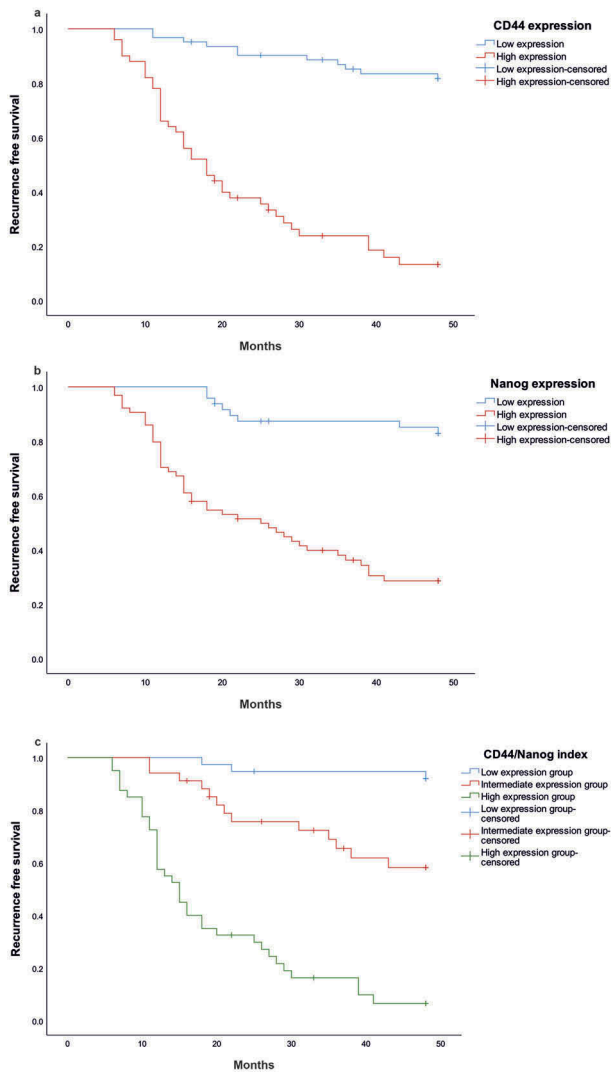 a
CD44 expression
Low expression
High expression
Low expression-censored
High expression-censored
Recurrence free survival
1.0
0.8
0.6
0.4
0.2
0.0
0
10
20
30
40
50
Months
b
Nanog expression
Low expression
High expression
Low expression-censored
High expression-censored
Recurrence free survival
1.0
0.8
0.6
0.4
0.2
0.0
0
10
20
30
40
50
Months
c
CD44/Nanog index
Low expression group
Intermediate expression group
High expression group
Low expression group-
censored
Intermediate expression group-
censored
High expression group-
censored
Recurrence free survival
1.0
0.8
0.6
0.4
0.2
0.0
0
10
20
30
40
50
Months